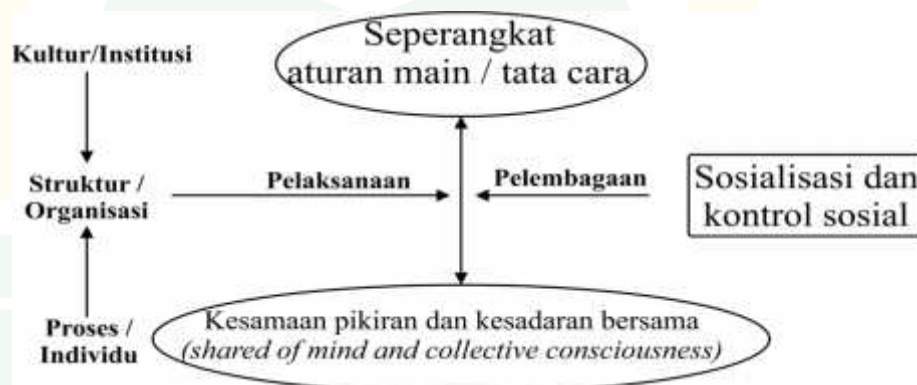 Seperangkat
aturan main / tata cara
Kultur/Institusi
Struktur /
Organisasi
Pelaksanaan
Pelembagaan
Sosialisasi dan
kontrol sosial
Proses /
Individu
Kesamaan pikiran dan kesadaran bersama
(shared of mind and collective consciousness)